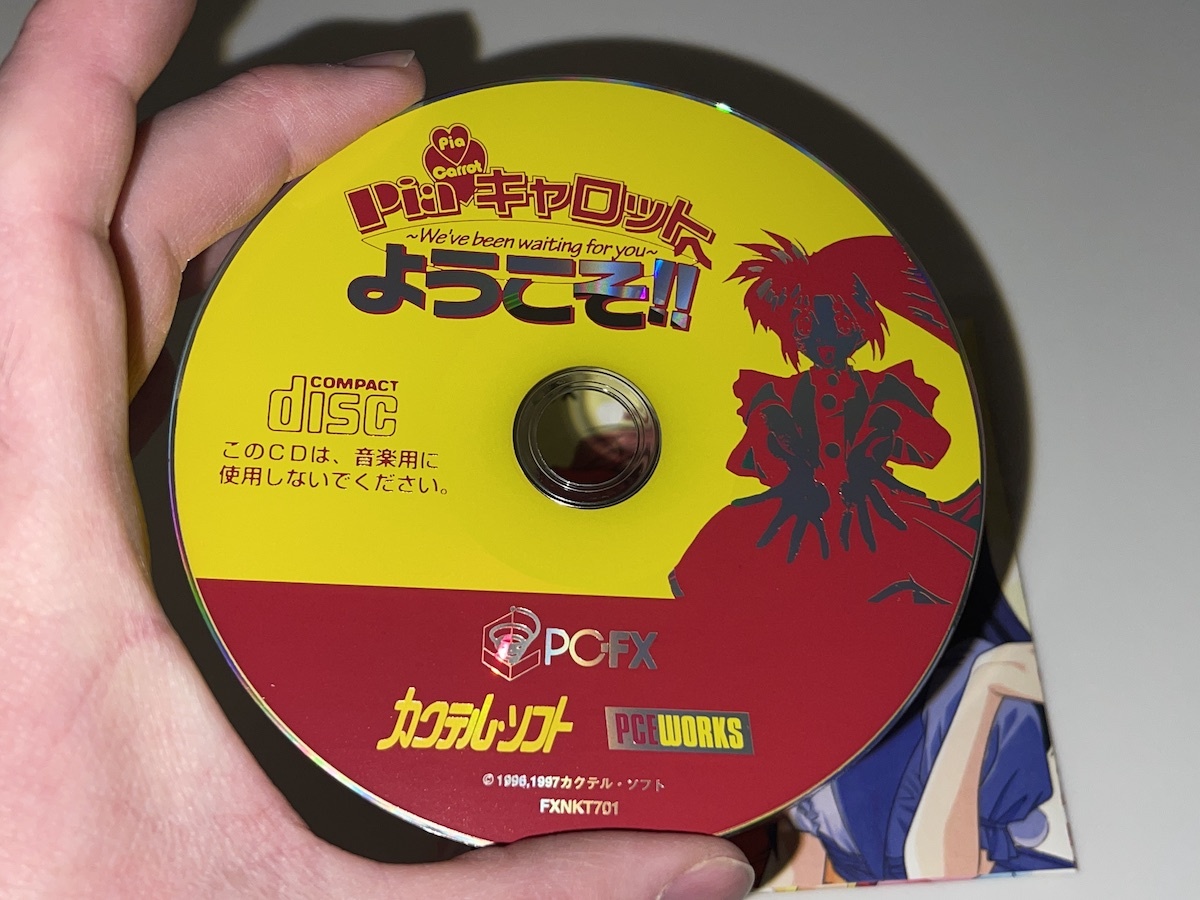 Pia
Carrot
Piaキャロットへ
~We've been waiting for you~
ようこそ!!
COMPACT
disc
このCDは、音楽用に
使用しないでください。
PC-FX
カクテル・ソフト
PCEWORKS
©1996,1997カクテル・ソフト
FXNKT701